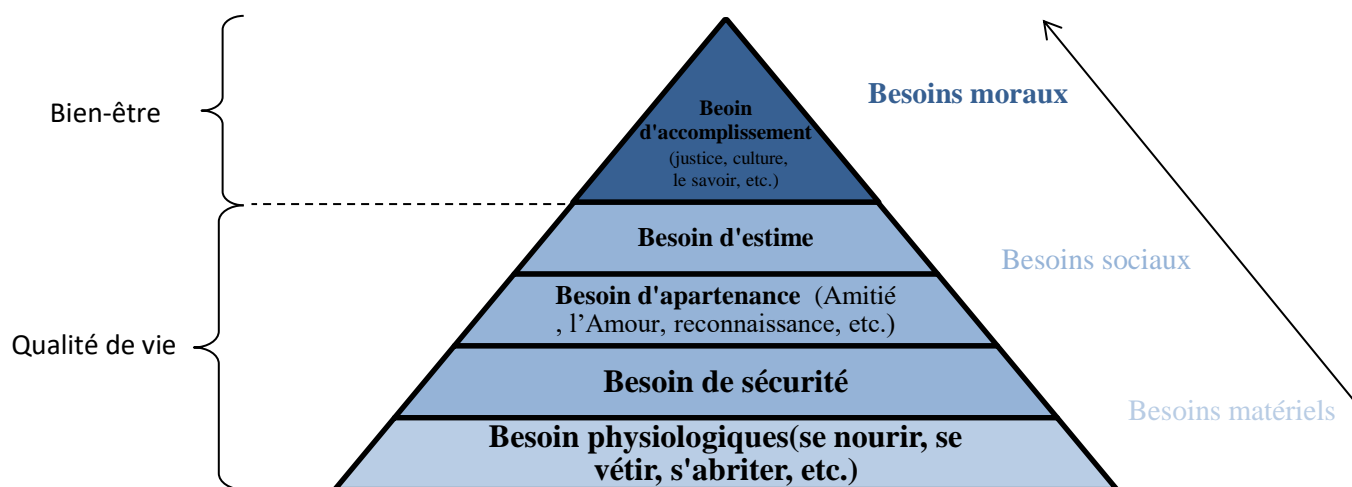 Bien-être
Besoins moraux
Beoin
d'accomplissement
(justice, culture,
le savoir, etc.)
Besoin d'estime
Besoins sociaux
Besoin d'apartenance (Amitié
, l’Amour, reconnaissance, etc.)
Qualité de vie
Besoin de sécurité
Besoins matériels
Besoin physiologiques(se nourir, se
vétir, s'abriter, etc.)